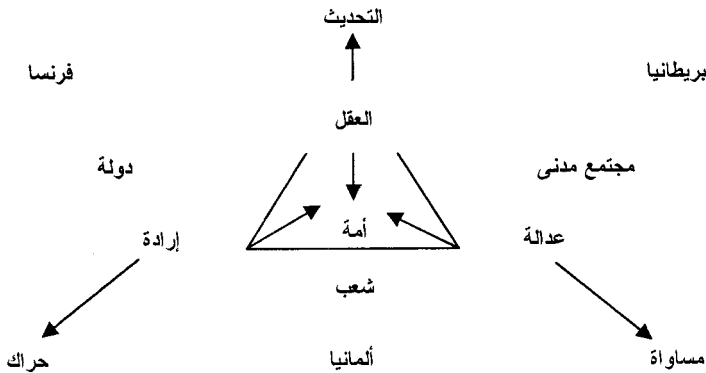 التحديث
بريطانيا
فرنسا
العقل
مجتمع مدنى
دولة
عدالة
أمة
إرادة
شعب
مساواة
ألمانيا
حراك